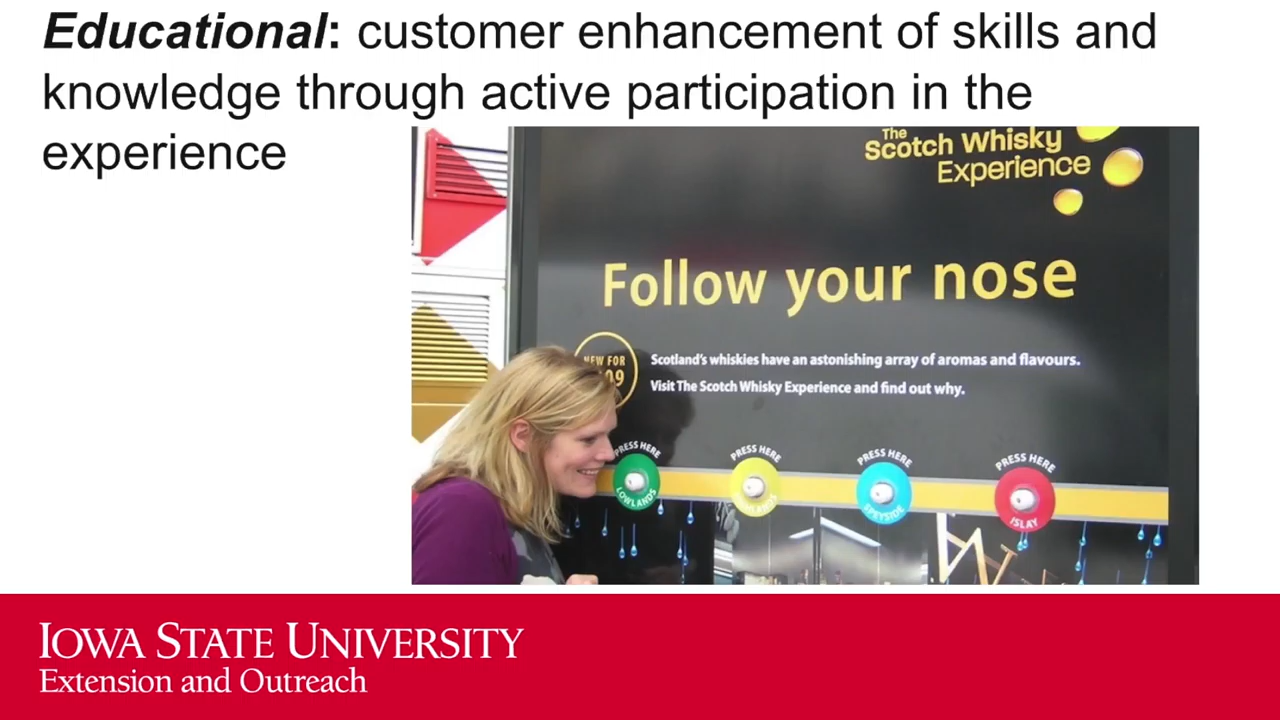 Educational: customer enhancement of skills and
knowledge through active participation in the
experience
The
Scotch Whisky
Experience
Follow your nose
NEW FOR
Scotland's whiskies have an astonishing array of aromas and flavours.
Visit The Scotch Whisky Experience and find out why.
PRESS HERE
LOWLANDS
PRESS HERE
PRESS HERE
SPEYSIDE
PRESS HERE
ISLAY
IOWA STATE UNIVERSITY
Extension and Outreach